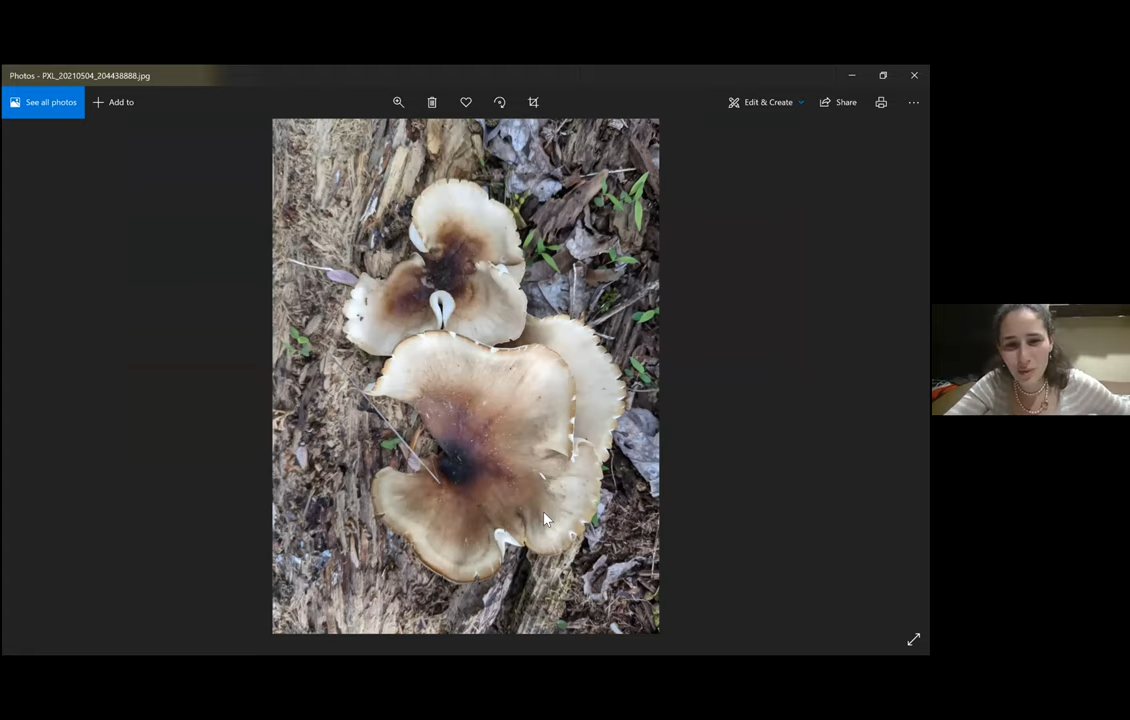 Photos - PXL_20210504_204438888.jpg
See all photos
Add to
Edit & Create
Share